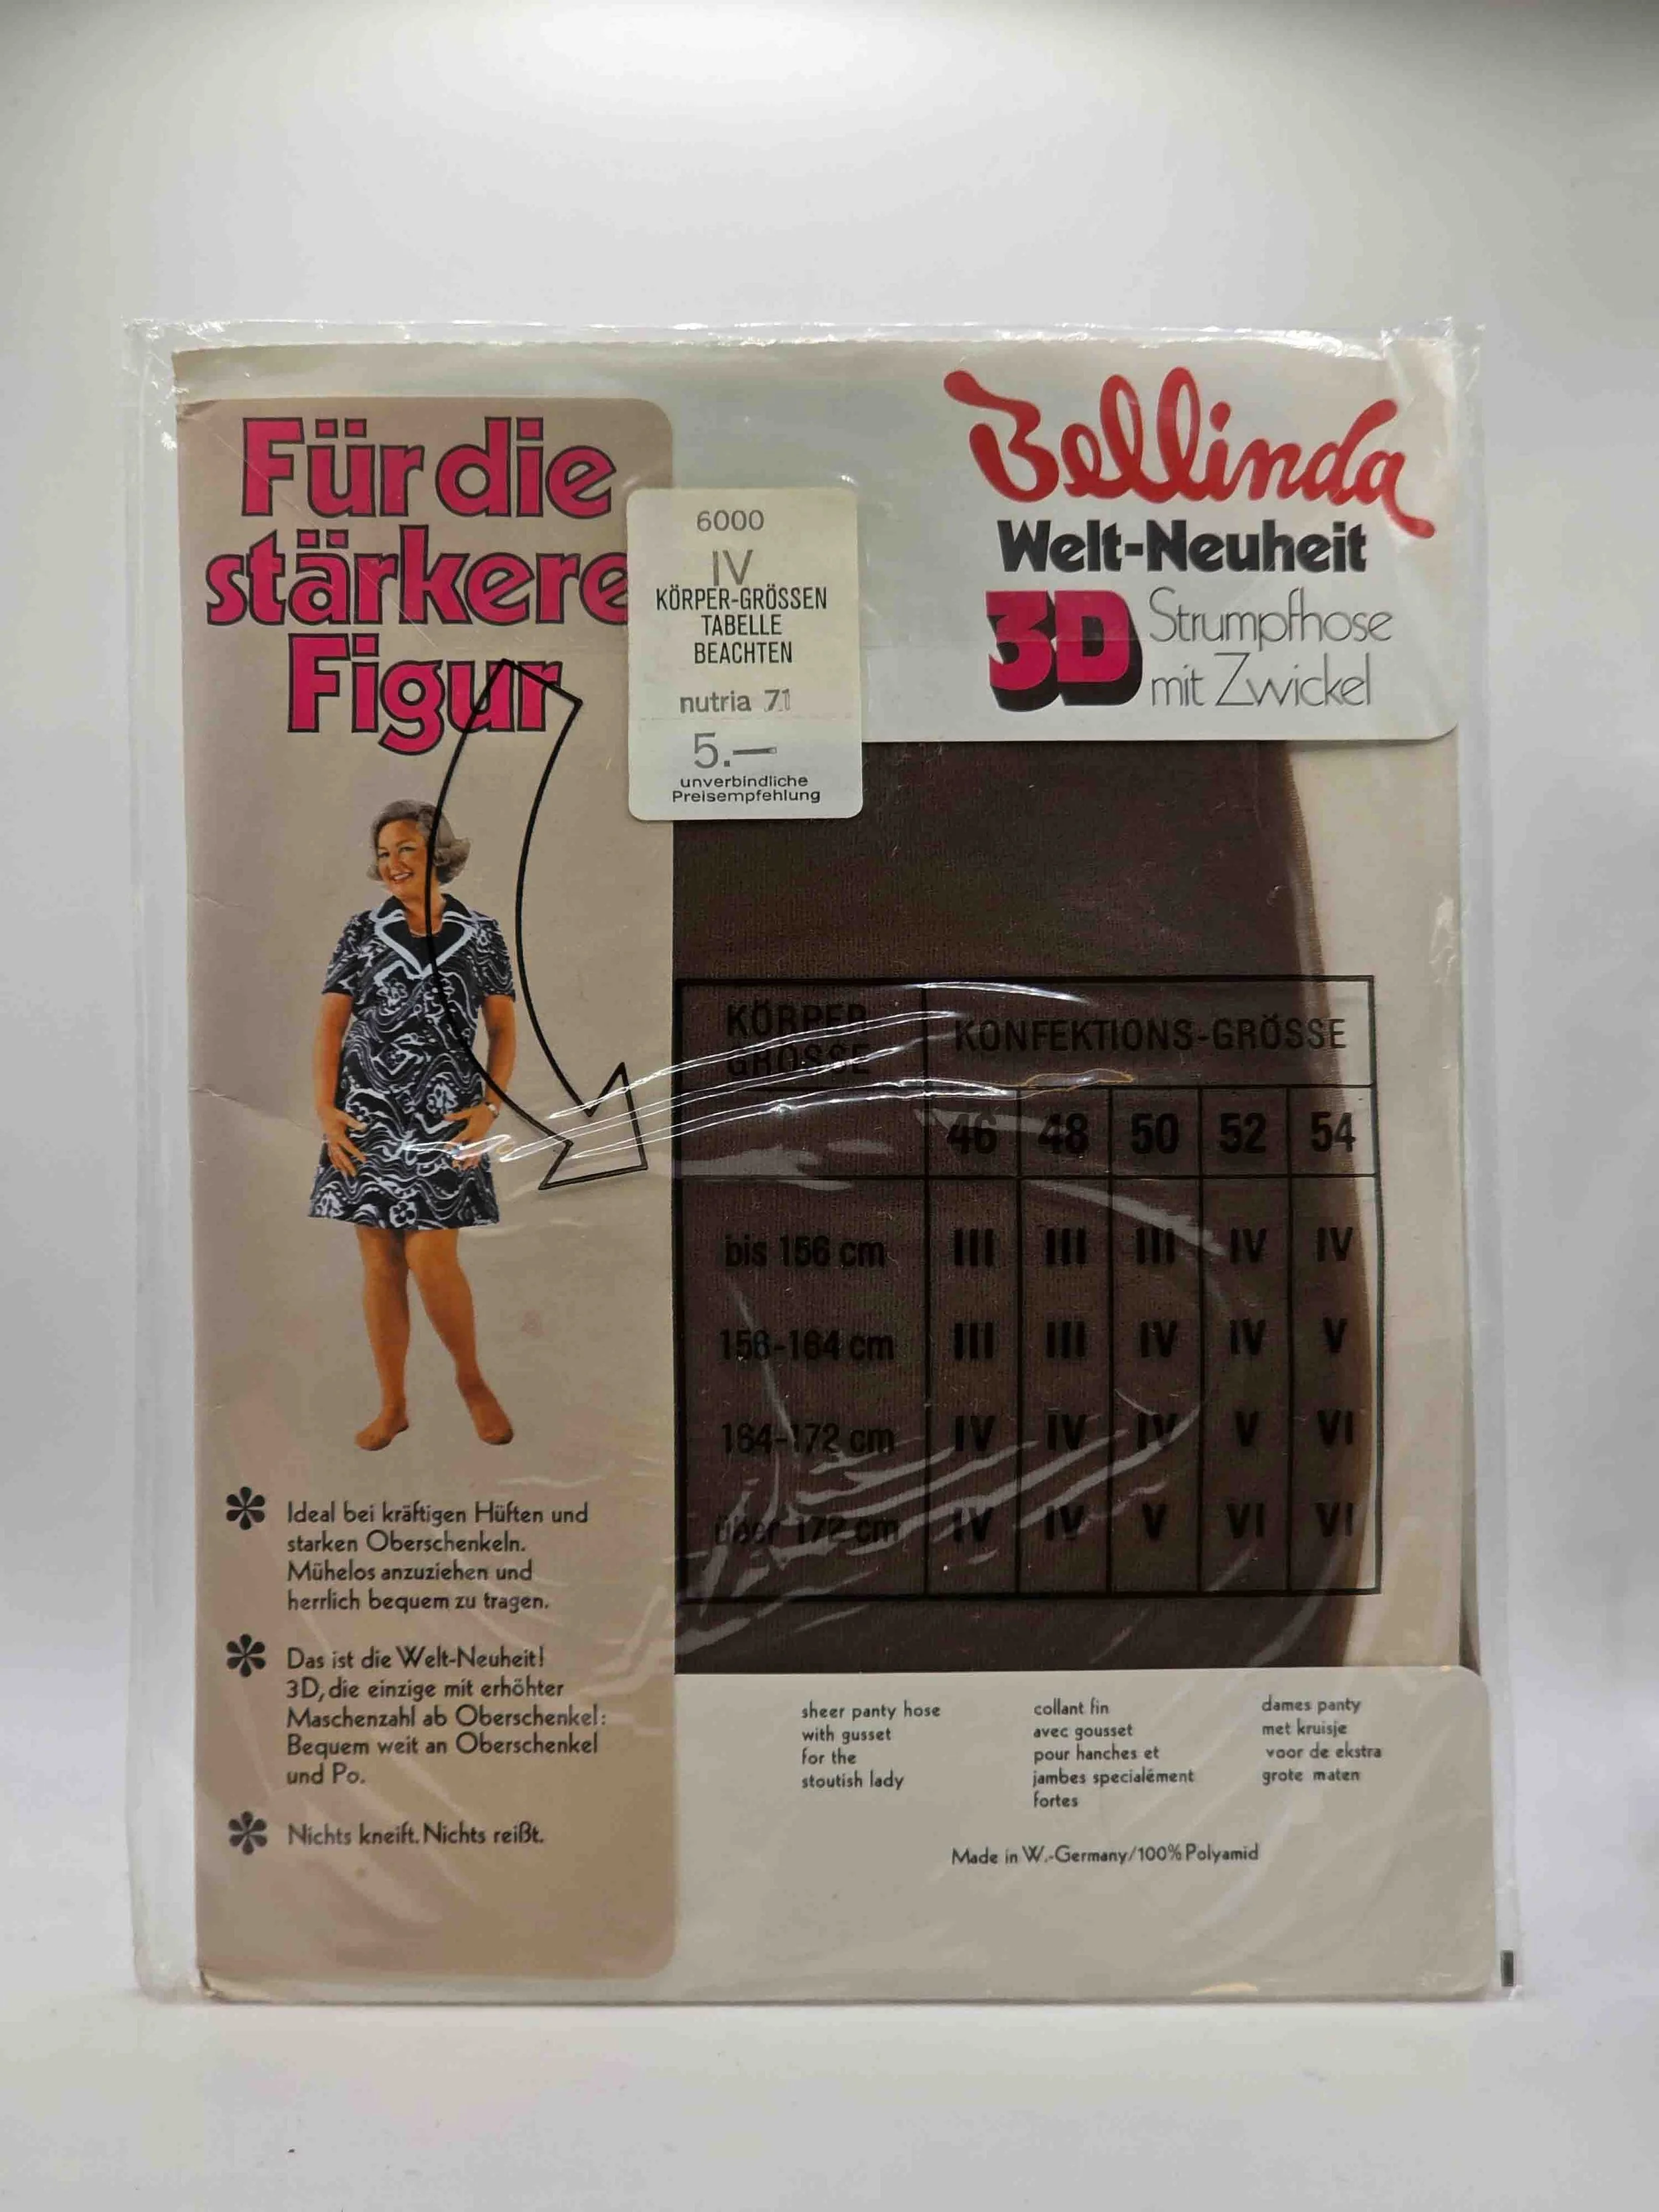 Für die
stärkere
Figur
6000
IV
KÖRPER-GRÖSSEN
TABELLE
BEACHTEN
nutria 71
5.—
unverbindliche
Preisempfehlung
Bellinda
Welt-Neuheit
3D Strumpfhose
mit Zwickel
KÖRPER
GRÖSSE
KONFEKTIONS-GRÖSSE
46 48 50 52 54
bis 156 cm III III III IV IV
156-164 cm III III IV IV V
164-172 cm IV IV IV V VI
über 172 cm IV IV V VI VI
Ideal bei kräftigen Hüften und
starken Oberschenkeln.
Mühelos anzuziehen und
herrlich bequem zu tragen.
Das ist die Welt-Neuheit!
3D, die einzige mit erhöhter
Maschenzahl ab Oberschenkel:
Bequem weit an Oberschenkel
und Po.
Nichts kneift. Nichts reißt.
sheer panty hose
with gusset
for the
stoutish lady
collant fin
avec gousset
pour hanches et
jambes specialément
fortes
dames panty
met kruisje
voor de ekstra
grote maten
Made in W.-Germany/100% Polyamid